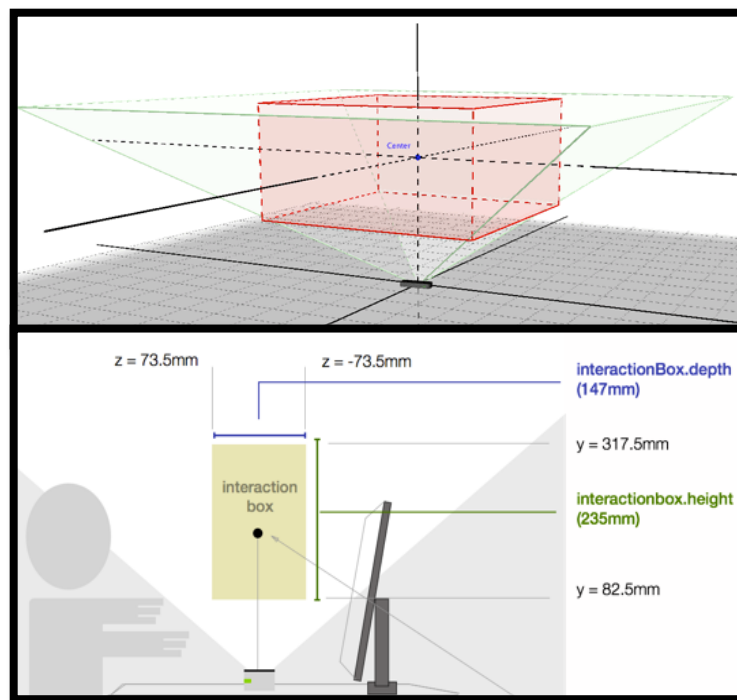 Center
z = 73.5mm
z = -73.5mm
interactionBox.depth
(147mm)
y = 317.5mm
interaction
box
interactionbox.height
(235mm)
y = 82.5mm